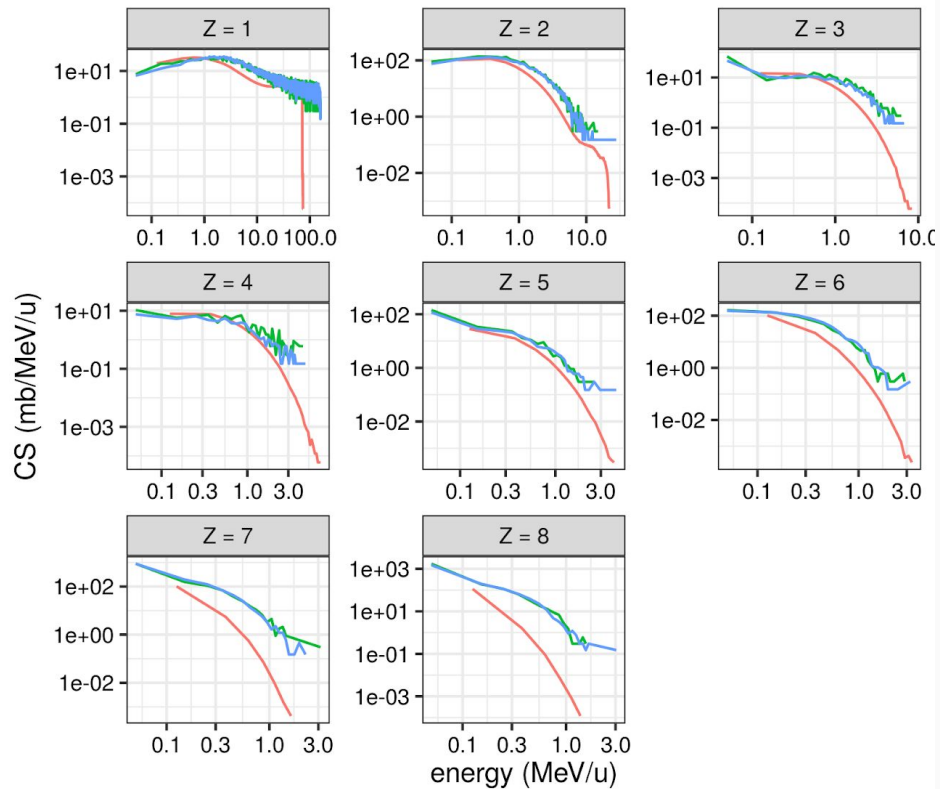 Z = 1
Z = 2
Z = 3
1e+01
1e-01
1e-03
1e+02
1e+00
1e-02
1e+01
1e-01
1e-03
0.1 1.0 10.0 100.0
0.1 1.0 10.0
0.1 1.0 10.0
Z = 4
Z = 5
Z = 6
CS (mb/MeV/u)
1e+01
1e-01
1e-03
1e+02
1e+00
1e-02
1e+02
1e+00
1e-02
0.1 0.3 1.0 3.0
0.1 0.3 1.0 3.0
0.1 0.3 1.0 3.0
Z = 7
Z = 8
1e+02
1e+00
1e-02
1e+03
1e+01
1e-01
1e-03
0.1 0.3 1.0 3.0
0.1 0.3 1.0 3.0
energy (MeV/u)